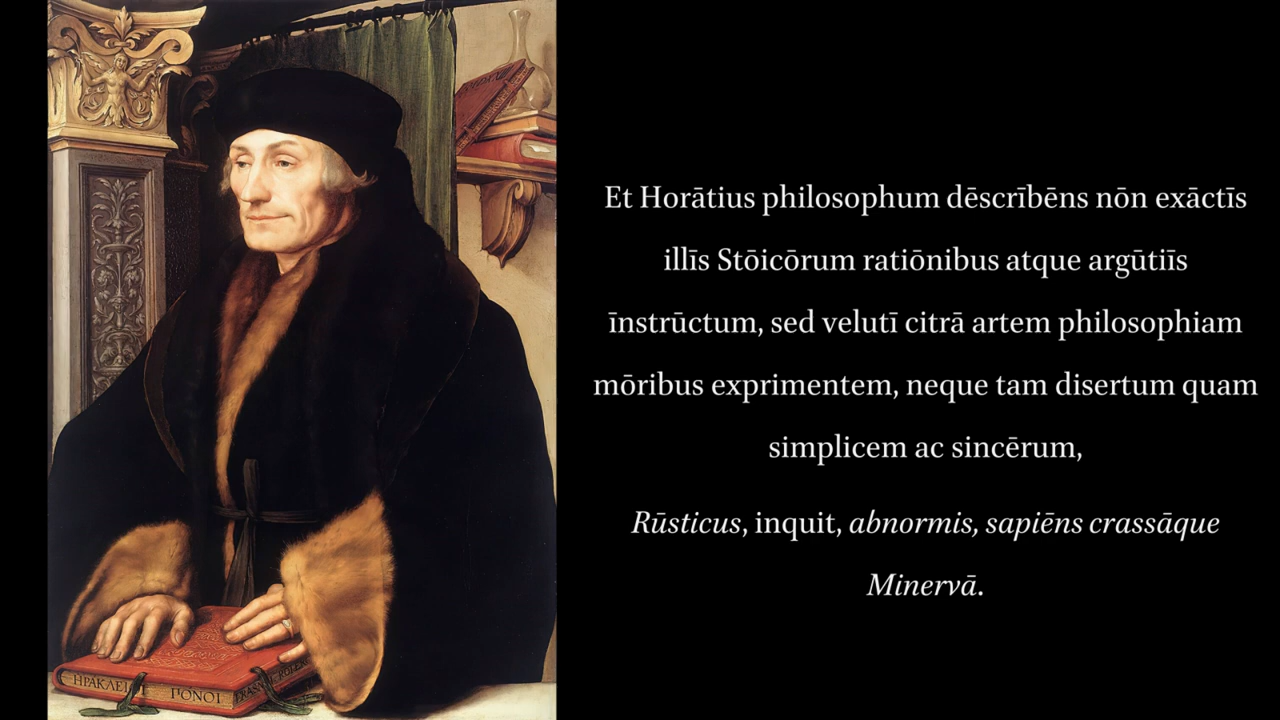 Et Horātius philosophum dēscrībēns nōn exāctīs
illīs Stōicōrum ratiōnibus atque argūtiīs
īnstrūctum, sed velutī citrā artem philosophiam
mōribus exprimentem, neque tam disertum quam
simplicem ac sincērum,
Rūsticus, inquit, abnormis, sapiēns crassāque
Minervā.
ΗΡΑΚΛΕΙ ΠΟΝΟΙ